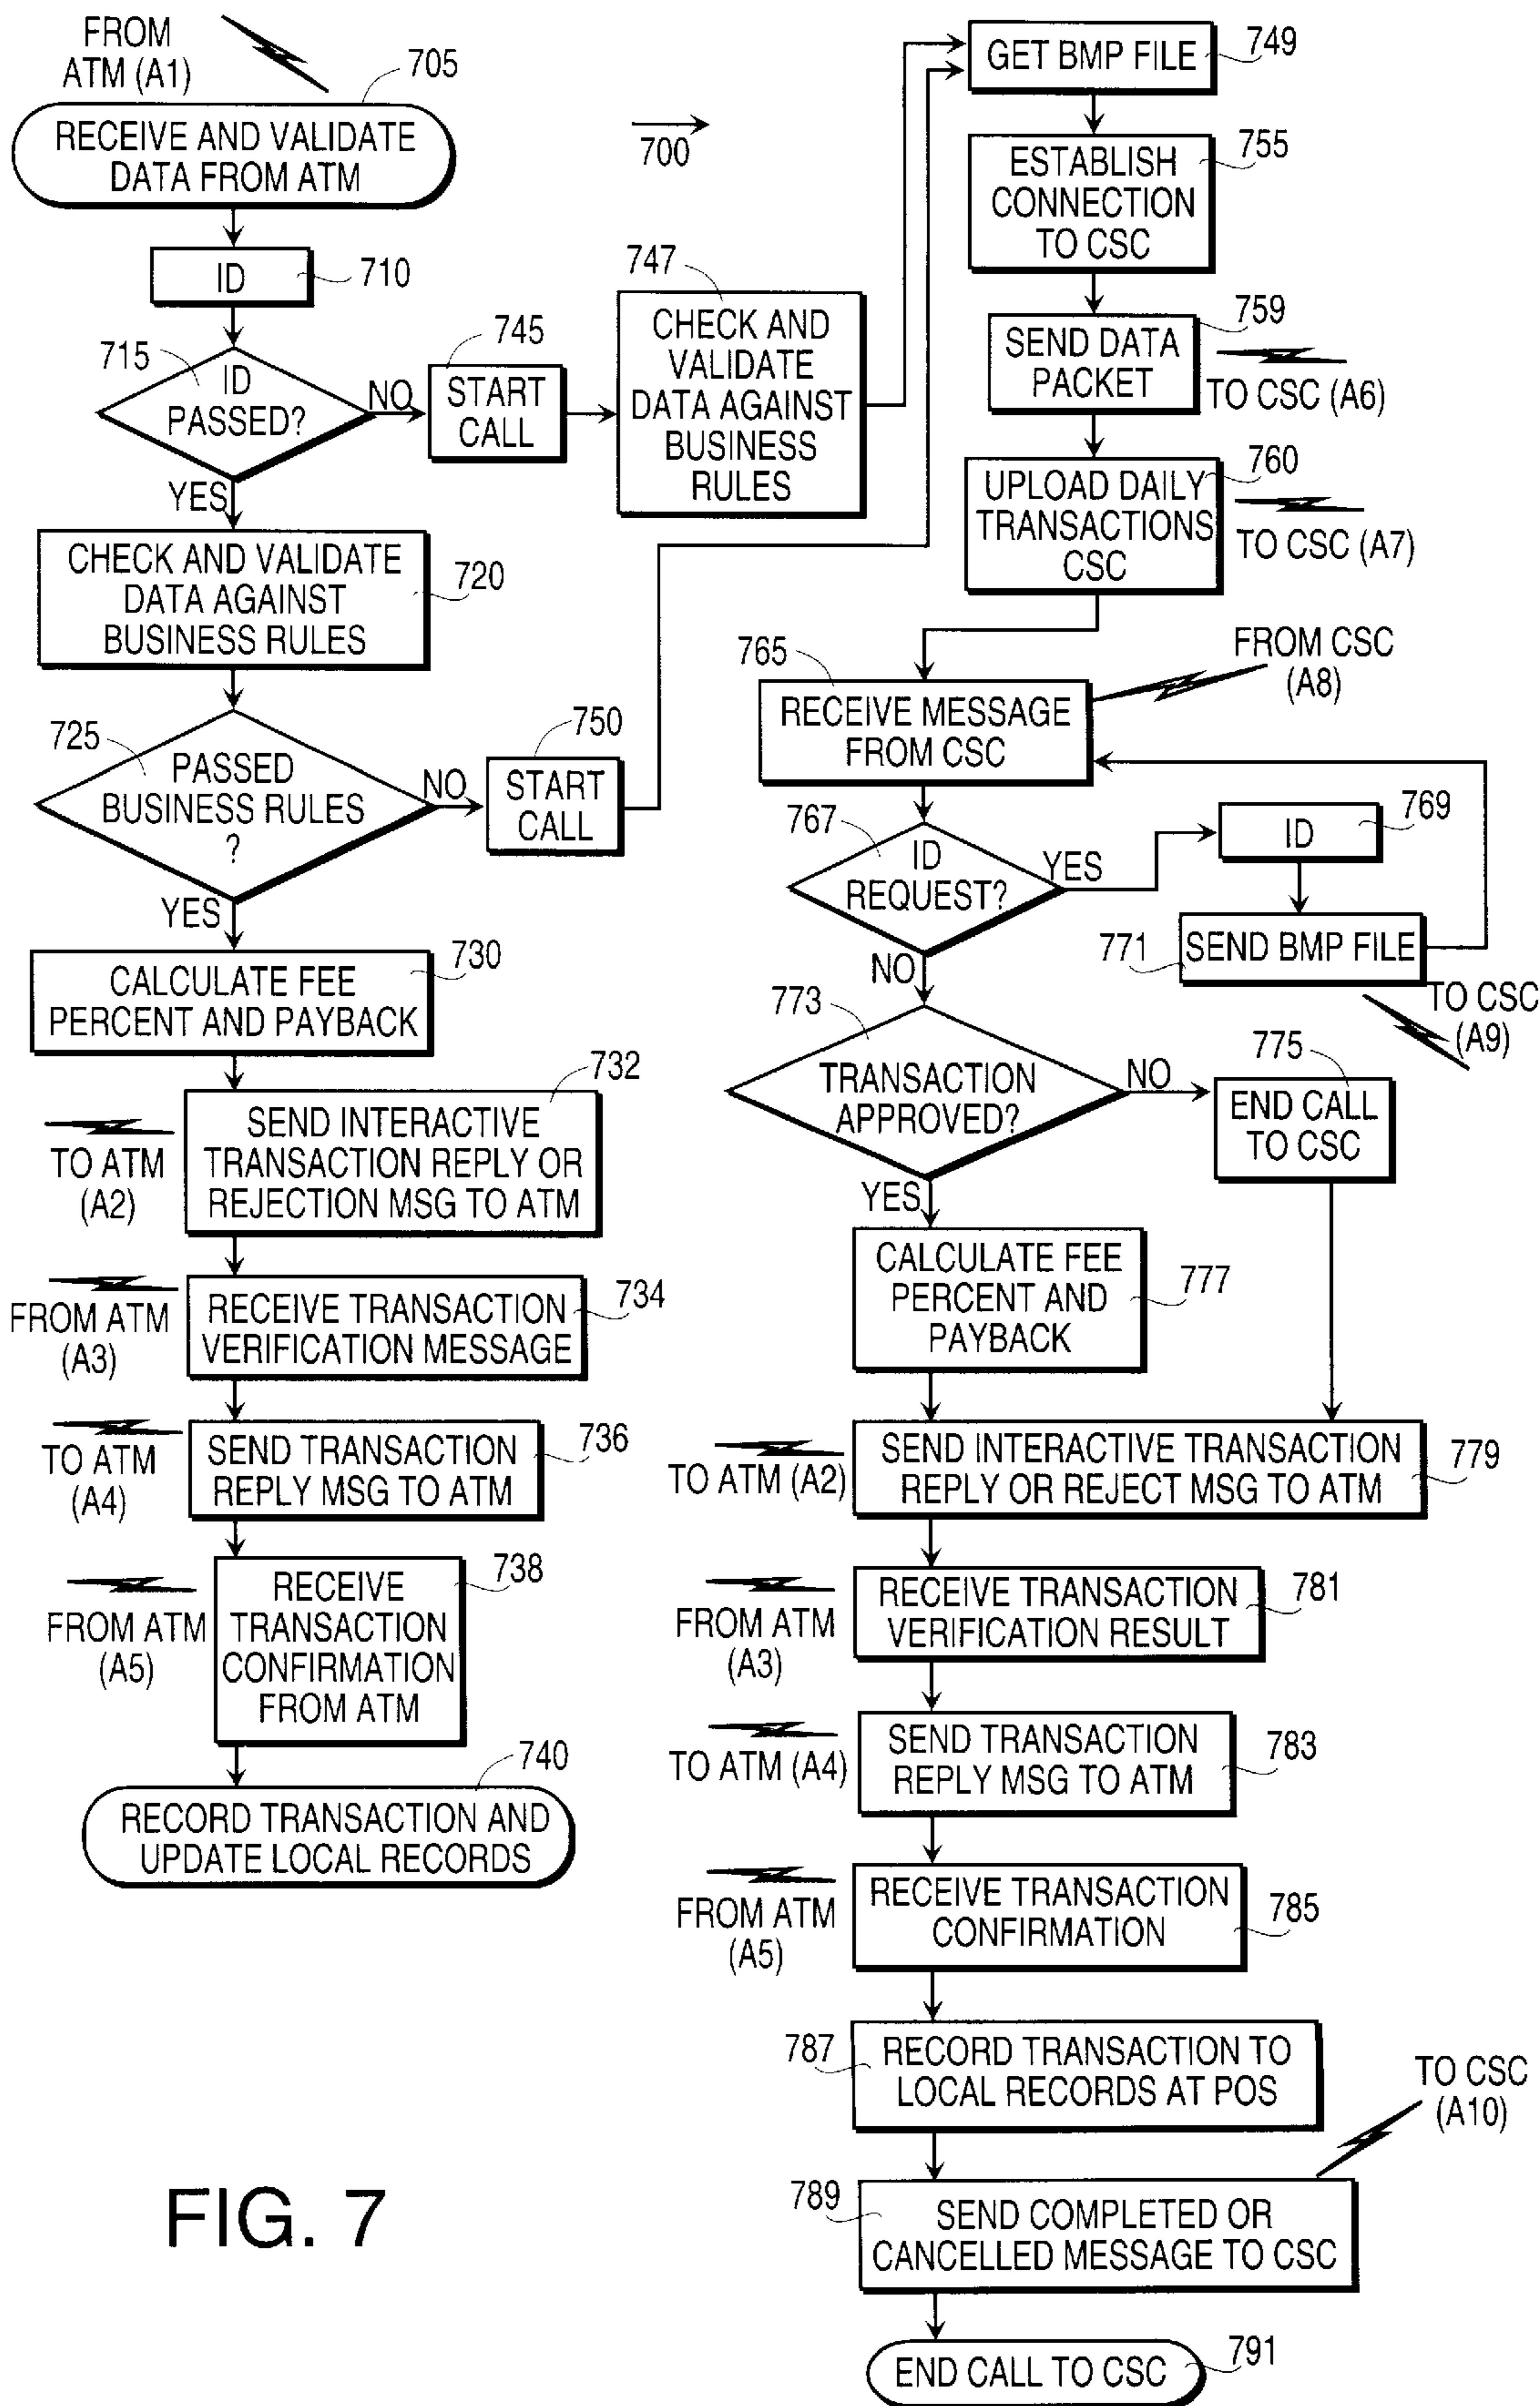 FROM
ATM (A1)
705
RECEIVE AND VALIDATE
DATA FROM ATM
700
ID
710
715
ID
PASSED?
NO
YES
745
START
CALL
747
CHECK AND
VALIDATE
DATA AGAINST
BUSINESS
RULES
CHECK AND VALIDATE
DATA AGAINST
BUSINESS RULES
720
725
PASSED
BUSINESS RULES
?
NO
YES
750
START
CALL
CALCULATE FEE
PERCENT AND PAYBACK
730
732
SEND INTERACTIVE
TRANSACTION REPLY OR
REJECTION MSG TO ATM
TO ATM
(A2)
RECEIVE TRANSACTION
VERIFICATION MESSAGE
734
FROM ATM
(A3)
SEND TRANSACTION
REPLY MSG TO ATM
736
TO ATM
(A4)
RECEIVE
TRANSACTION
CONFIRMATION
FROM ATM
738
FROM ATM
(A5)
740
RECORD TRANSACTION AND
UPDATE LOCAL RECORDS
GET BMP FILE
749
ESTABLISH
CONNECTION
TO CSC
755
SEND DATA
PACKET
759
TO CSC (A6)
UPLOAD DAILY
TRANSACTIONS
CSC
760
TO CSC (A7)
765
RECEIVE MESSAGE
FROM CSC
FROM CSC
(A8)
767
ID
REQUEST?
YES
NO
ID
769
771
SEND BMP FILE
TO CSC
(A9)
773
TRANSACTION
APPROVED?
NO
YES
775
END CALL
TO CSC
CALCULATE FEE
PERCENT AND
PAYBACK
777
SEND INTERACTIVE TRANSACTION
REPLY OR REJECT MSG TO ATM
779
TO ATM (A2)
RECEIVE TRANSACTION
VERIFICATION RESULT
781
FROM ATM
(A3)
SEND TRANSACTION
REPLY MSG TO ATM
783
TO ATM (A4)
RECEIVE TRANSACTION
CONFIRMATION
785
FROM ATM
(A5)
787
RECORD TRANSACTION TO
LOCAL RECORDS AT POS
TO CSC
(A10)
789
SEND COMPLETED OR
CANCELLED MESSAGE TO CSC
END CALL TO CSC
791
FIG. 7